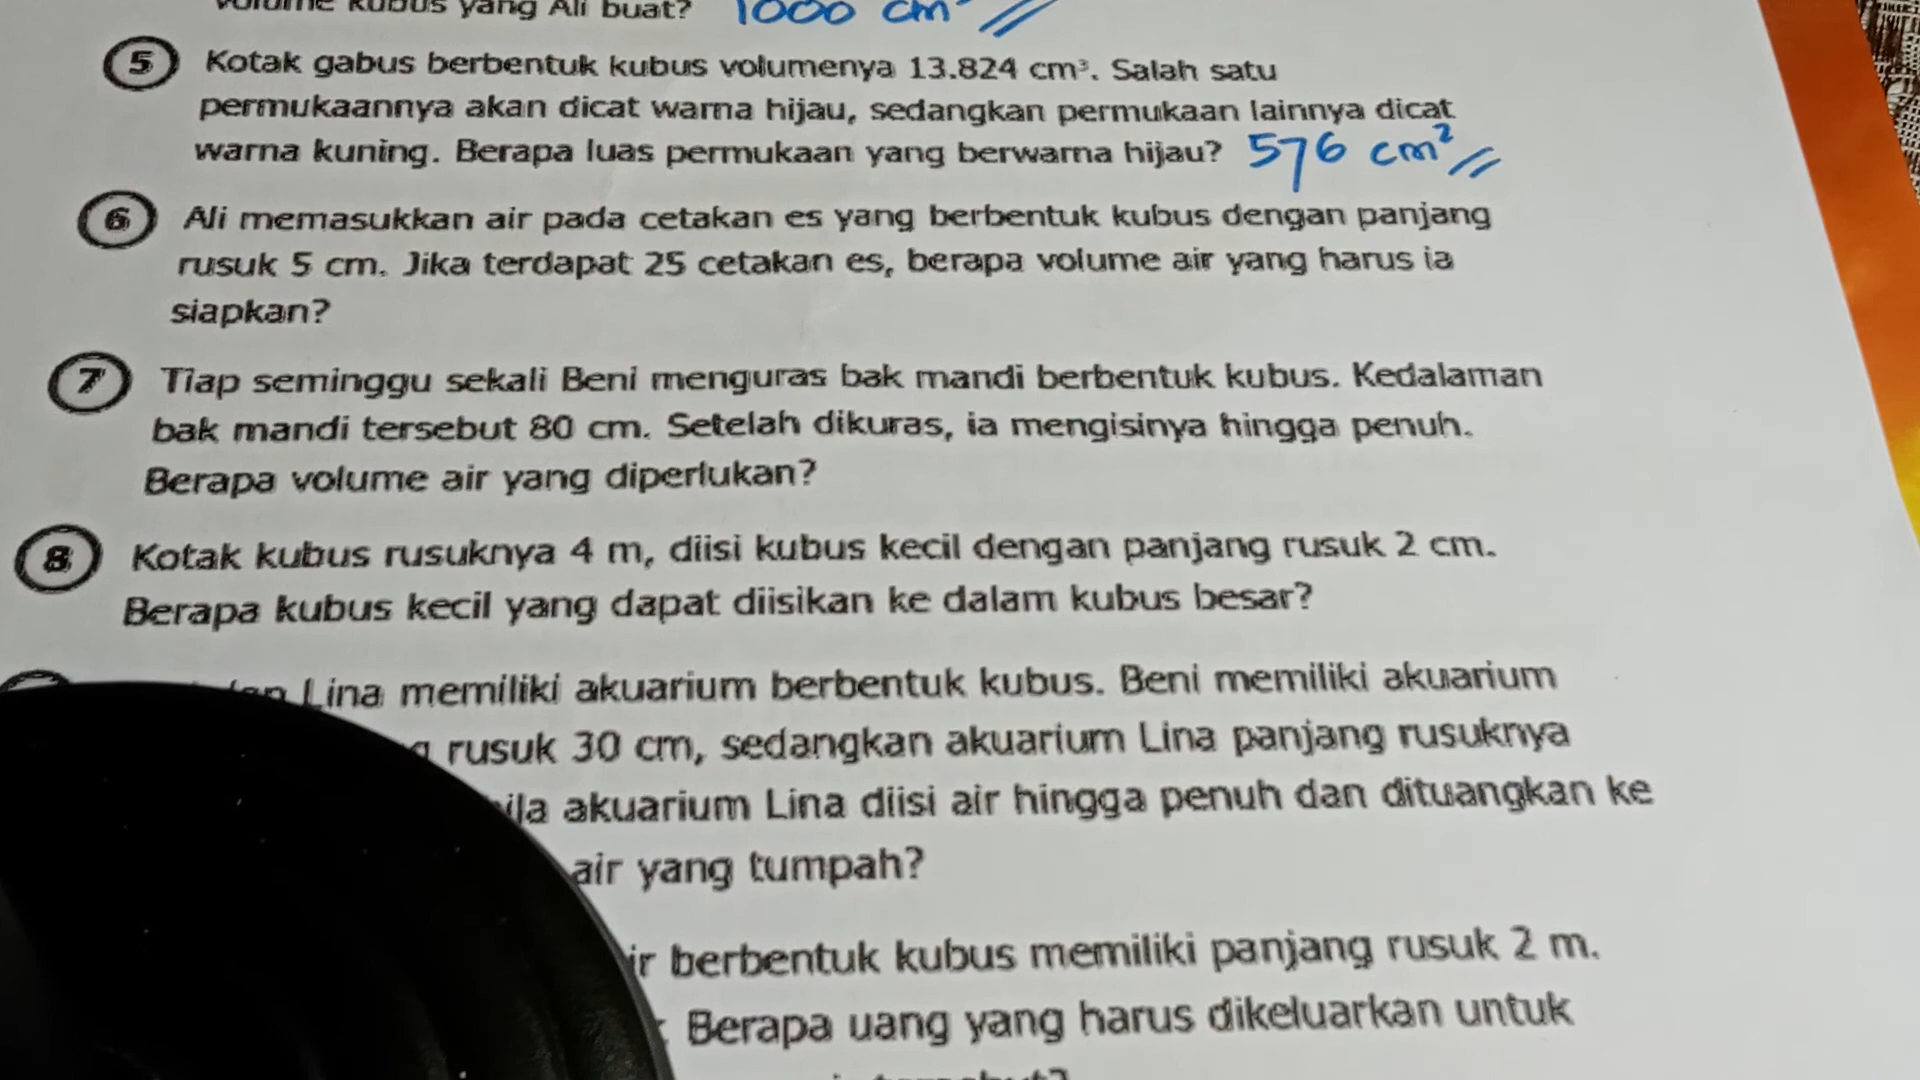 volume kubus yang Ali buat? 1000 cm
5 Kotak gabus berbentuk kubus volumenya 13.824 cm³. Salah satu
permukaannya akan dicat warna hijau, sedangkan permukaan lainnya dicat
warna kuning. Berapa luas permukaan yang berwarna hijau? 576 cm²
6 Ali memasukkan air pada cetakan es yang berbentuk kubus dengan panjang
rusuk 5 cm. Jika terdapat 25 cetakan es, berapa volume air yang harus ia
siapkan?
7 Tiap seminggu sekali Beni menguras bak mandi berbentuk kubus. Kedalaman
bak mandi tersebut 80 cm. Setelah dikuras, ia mengisinya hingga penuh.
Berapa volume air yang diperlukan?
8 Kotak kubus rusuknya 4 m, diisi kubus kecil dengan panjang rusuk 2 cm.
Berapa kubus kecil yang dapat diisikan ke dalam kubus besar?
Lina memiliki akuarium berbentuk kubus. Beni memiliki akuarium
rusuk 30 cm, sedangkan akuarium Lina panjang rusuknya
akuarium Lina diisi air hingga penuh dan dituangkan ke
air yang tumpah?
berbentuk kubus memiliki panjang rusuk 2 m.
Berapa uang yang harus dikeluarkan untuk